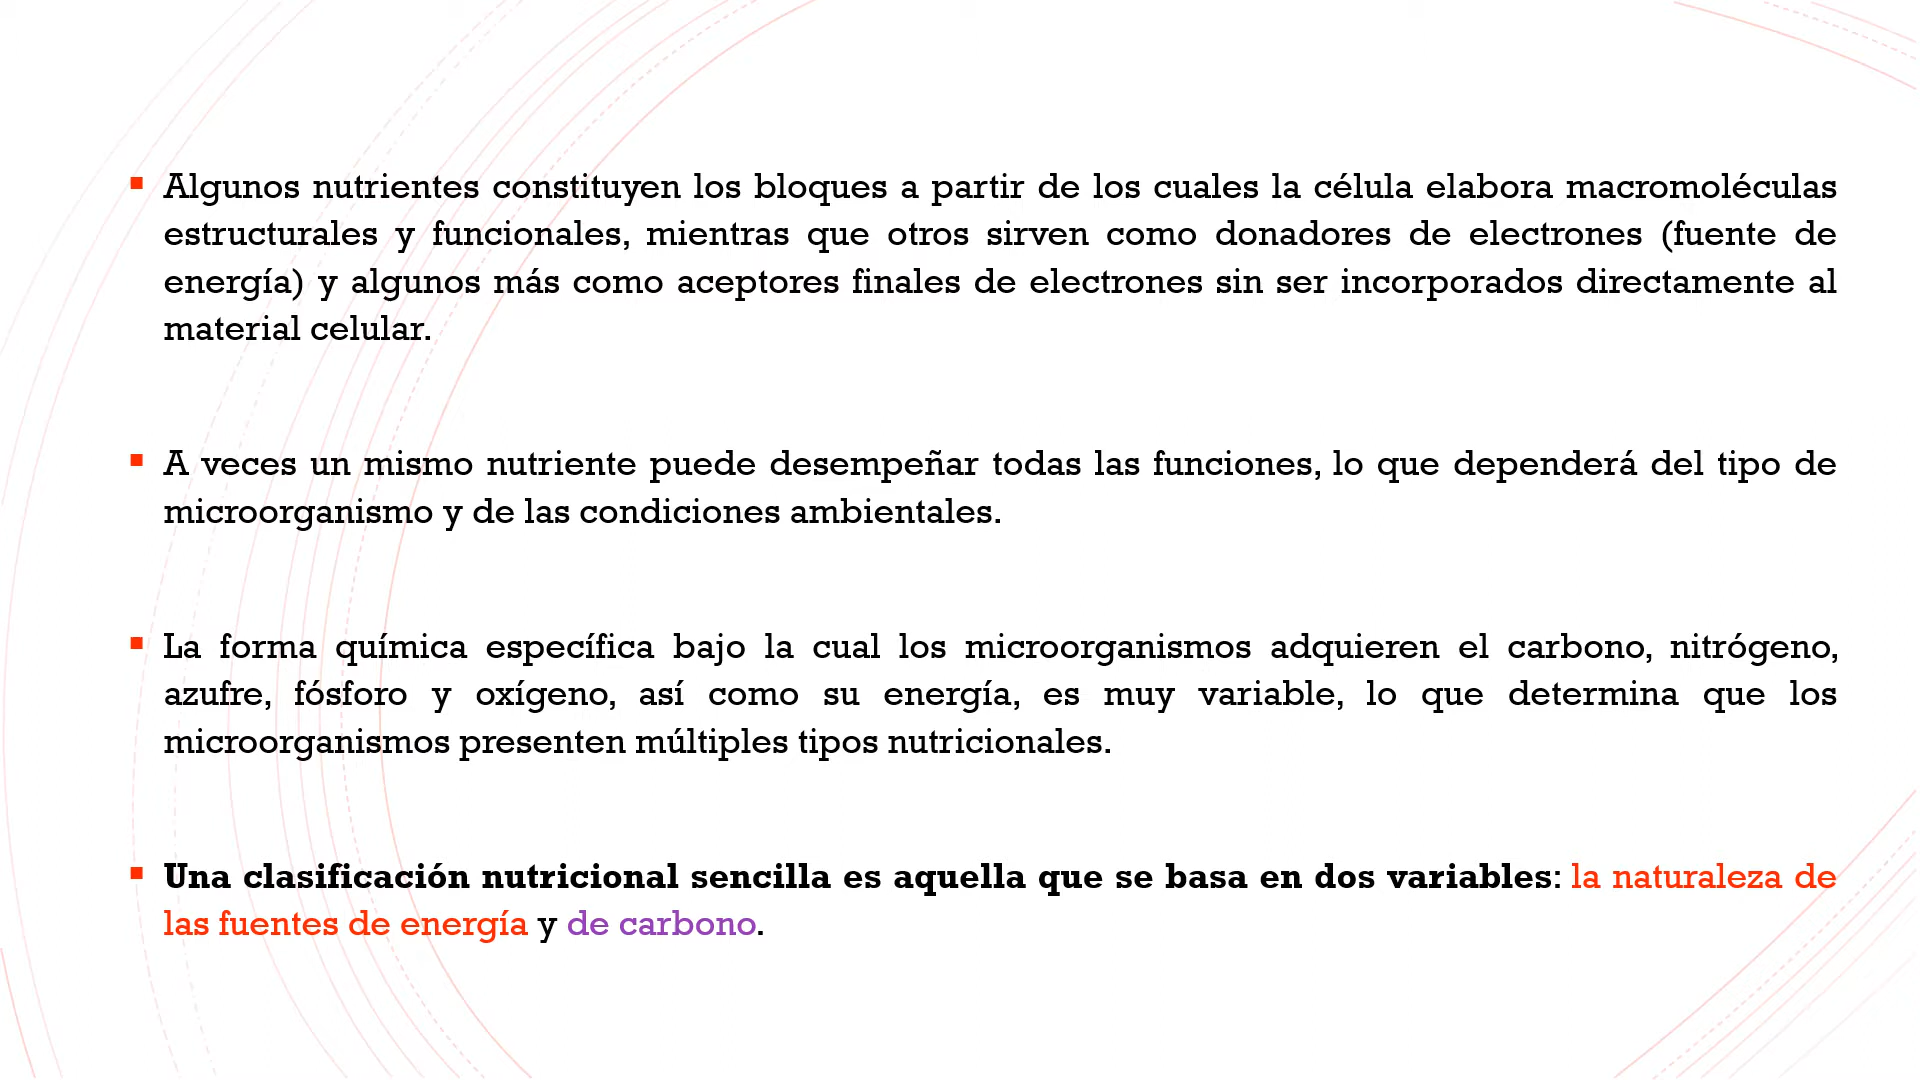 ▪ Algunos nutrientes constituyen los bloques a partir de los cuales la célula elabora macromoléculas
estructurales y funcionales, mientras que otros sirven como donadores de electrones (fuente de
energía) y algunos más como aceptores finales de electrones sin ser incorporados directamente al
material celular.
▪ A veces un mismo nutriente puede desempeñar todas las funciones, lo que dependerá del tipo de
microorganismo y de las condiciones ambientales.
▪ La forma química específica bajo la cual los microorganismos adquieren el carbono, nitrógeno,
azufre, fósforo y oxígeno, así como su energía, es muy variable, lo que determina que los
microorganismos presenten múltiples tipos nutricionales.
▪ Una clasificación nutricional sencilla es aquella que se basa en dos variables: la naturaleza de
las fuentes de energía y de carbono.